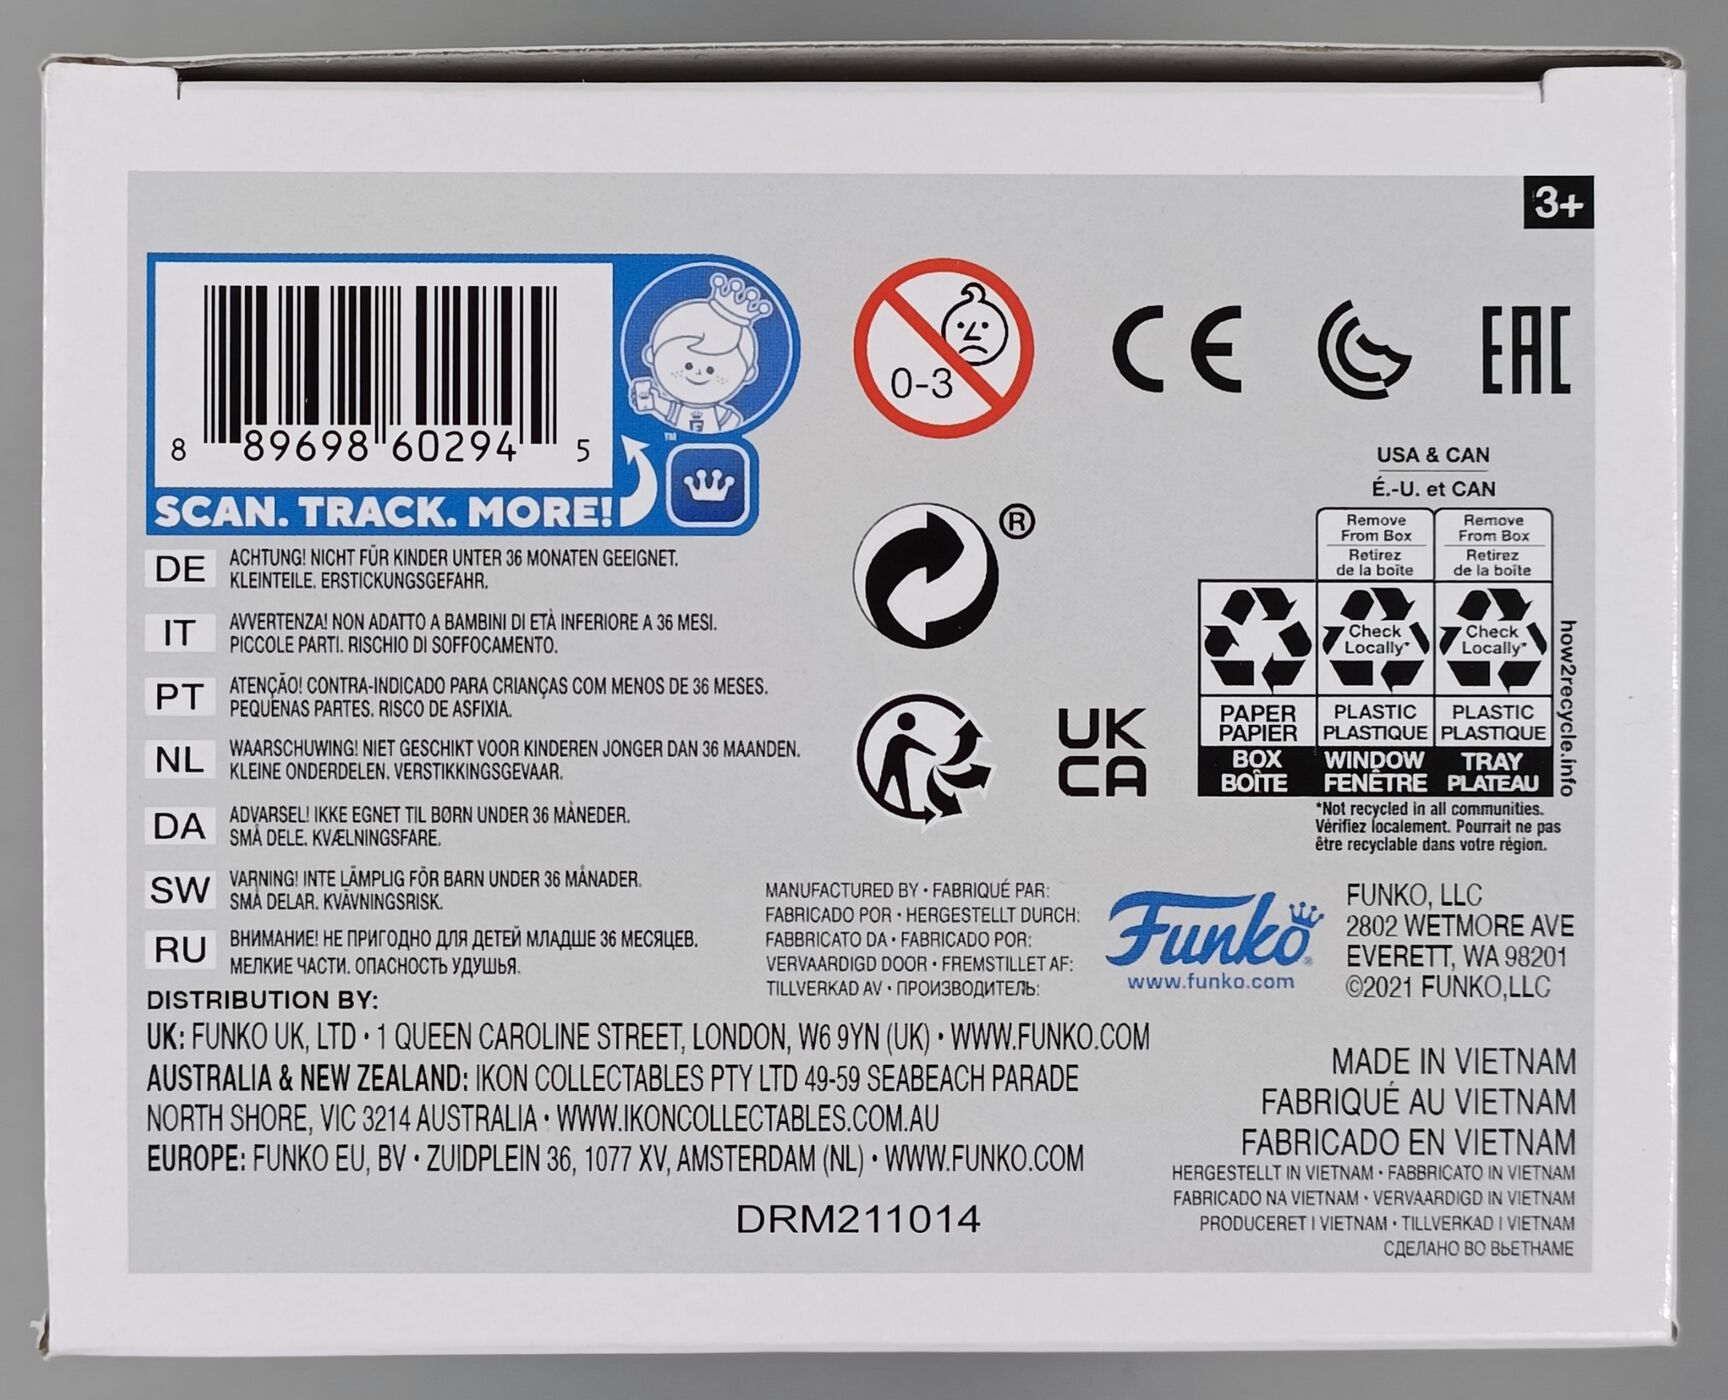 3+
8 89698 60294 5
SCAN. TRACK. MORE!
™
0-3
CE
EAC
®
USA & CAN
É.-U. et CAN
Remove
From Box
Retirez
de la boîte
Remove
From Box
Retirez
de la boîte
Check
Locally*
Check
Locally*
PAPER
PAPIER
PLASTIC
PLASTIQUE
PLASTIC
PLASTIQUE
BOX
BOÎTE
WINDOW
FENÊTRE
TRAY
PLATEAU
how2recycle.info
*Not recycled in all communities.
Vérifiez localement. Pourrait ne pas
être recyclable dans votre région.
UK
CA
DE ACHTUNG! NICHT FÜR KINDER UNTER 36 MONATEN GEEIGNET.
KLEINTEILE. ERSTICKUNGSGEFAHR.
IT AVVERTENZA! NON ADATTO A BAMBINI DI ETÀ INFERIORE A 36 MESI.
PICCOLE PARTI. RISCHIO DI SOFFOCAMENTO.
PT ATENÇÃO! CONTRA-INDICADO PARA CRIANÇAS COM MENOS DE 36 MESES.
PEQUENAS PARTES. RISCO DE ASFIXIA.
NL WAARSCHUWING! NIET GESCHIKT VOOR KINDEREN JONGER DAN 36 MAANDEN.
KLEINE ONDERDELEN. VERSTIKKINGSGEVAAR.
DA ADVARSEL! IKKE EGNET TIL BØRN UNDER 36 MÅNEDER.
SMÅ DELE. KVÆLNINGSFARE.
SW VARNING! INTE LÄMPLIG FÖR BARN UNDER 36 MÅNADER.
SMÅ DELAR. KVÄVNINGSRISK.
RU ВНИМАНИЕ! НЕ ПРИГОДНО ДЛЯ ДЕТЕЙ МЛАДШЕ 36 МЕСЯЦЕВ.
МЕЛКИЕ ЧАСТИ. ОПАСНОСТЬ УДУШЬЯ.
MANUFACTURED BY • FABRIQUÉ PAR:
FABRICADO POR • HERGESTELLT DURCH:
FABBRICATO DA • FABRICADO POR:
VERVAARDIGD DOOR • FREMSTILLET AF:
TILLVERKAD AV • ПРОИЗВОДИТЕЛЬ:
Funko
www.funko.com
FUNKO, LLC
2802 WETMORE AVE
EVERETT, WA 98201
©2021 FUNKO,LLC
DISTRIBUTION BY:
UK: FUNKO UK, LTD • 1 QUEEN CAROLINE STREET, LONDON, W6 9YN (UK) • WWW.FUNKO.COM
AUSTRALIA & NEW ZEALAND: IKON COLLECTABLES PTY LTD 49-59 SEABEACH PARADE
NORTH SHORE, VIC 3214 AUSTRALIA • WWW.IKONCOLLECTABLES.COM.AU
EUROPE: FUNKO EU, BV • ZUIDPLEIN 36, 1077 XV, AMSTERDAM (NL) • WWW.FUNKO.COM
DRM211014
MADE IN VIETNAM
FABRIQUÉ AU VIETNAM
FABRICADO EN VIETNAM
HERGESTELLT IN VIETNAM • FABBRICATO IN VIETNAM
FABRICADO NA VIETNAM • VERVAARDIGD IN VIETNAM
PRODUCERET I VIETNAM • TILLVERKAD I VIETNAM
СДЕЛАНО ВО ВЬЕТНАМЕ